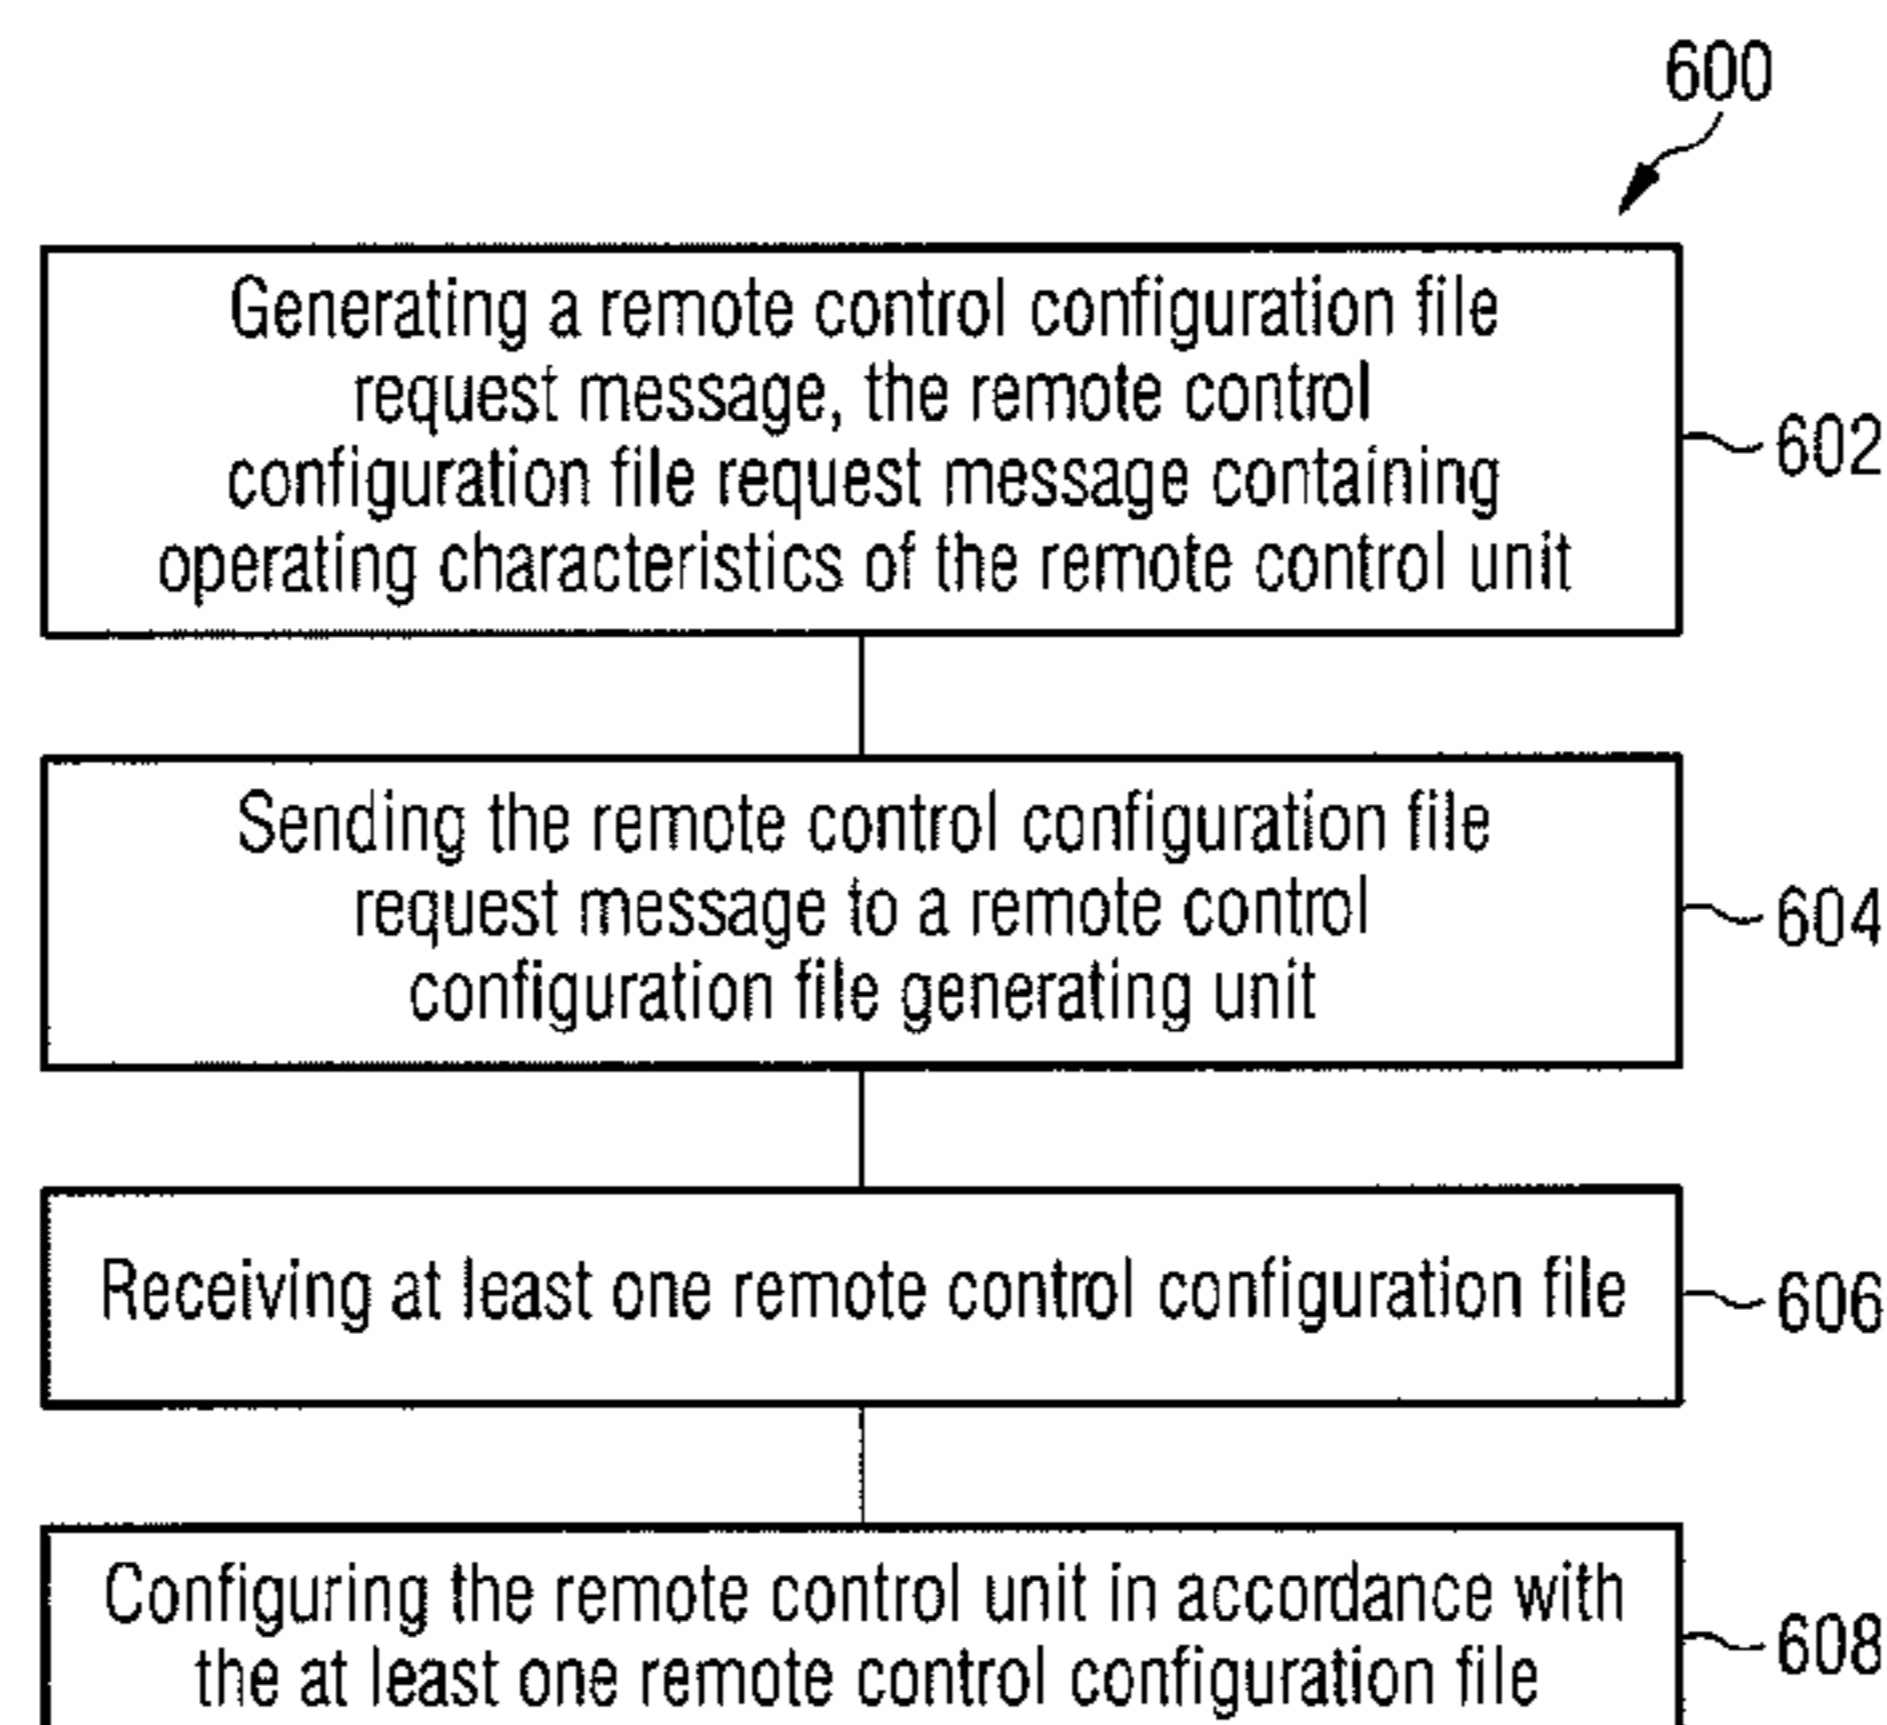 600
Generating a remote control configuration file
request message, the remote control
configuration file request message containing
operating characteristics of the remote control unit
602
Sending the remote control configuration file
request message to a remote control
configuration file generating unit
604
Receiving at least one remote control configuration file
606
Configuring the remote control unit in accordance with
the at least one remote control configuration file
608